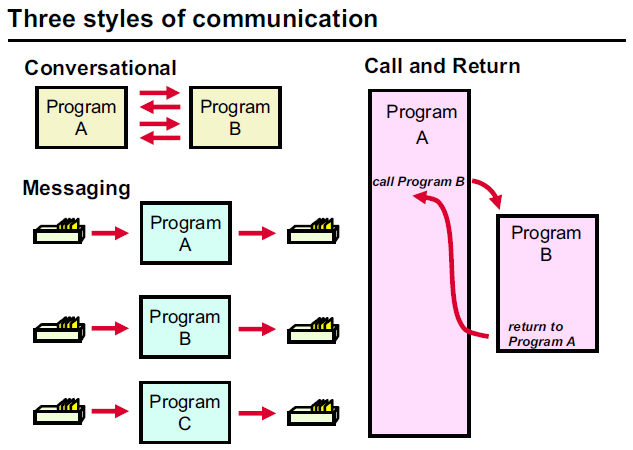 Three styles of communication
Conversational
Program
A
Program
B
Messaging
Program
A
Program
B
Program
C
Call and Return
Program
A
call Program B
Program
B
return to
Program A